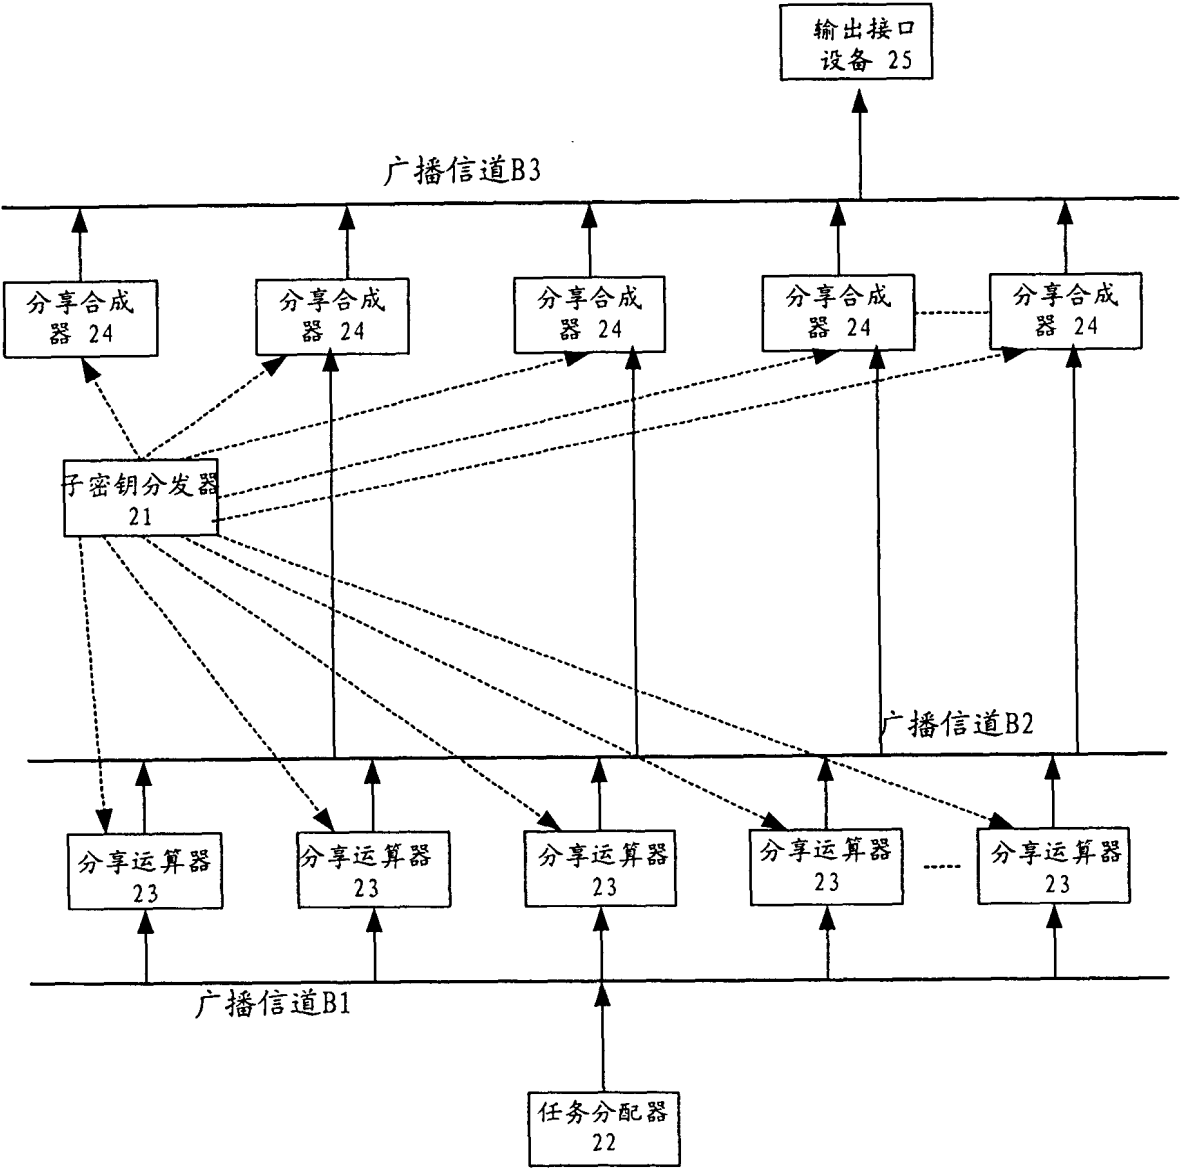 输出接口
设备 25
广播信道B3
分享合成
器 24
分享合成
器 24
分享合成
器 24
分享合成
器 24
分享合成
器 24
子密钥分发器
21
广播信道B2
分享运算器
23
分享运算器
23
分享运算器
23
分享运算器
23
分享运算器
23
广播信道B1
任务分配器
22